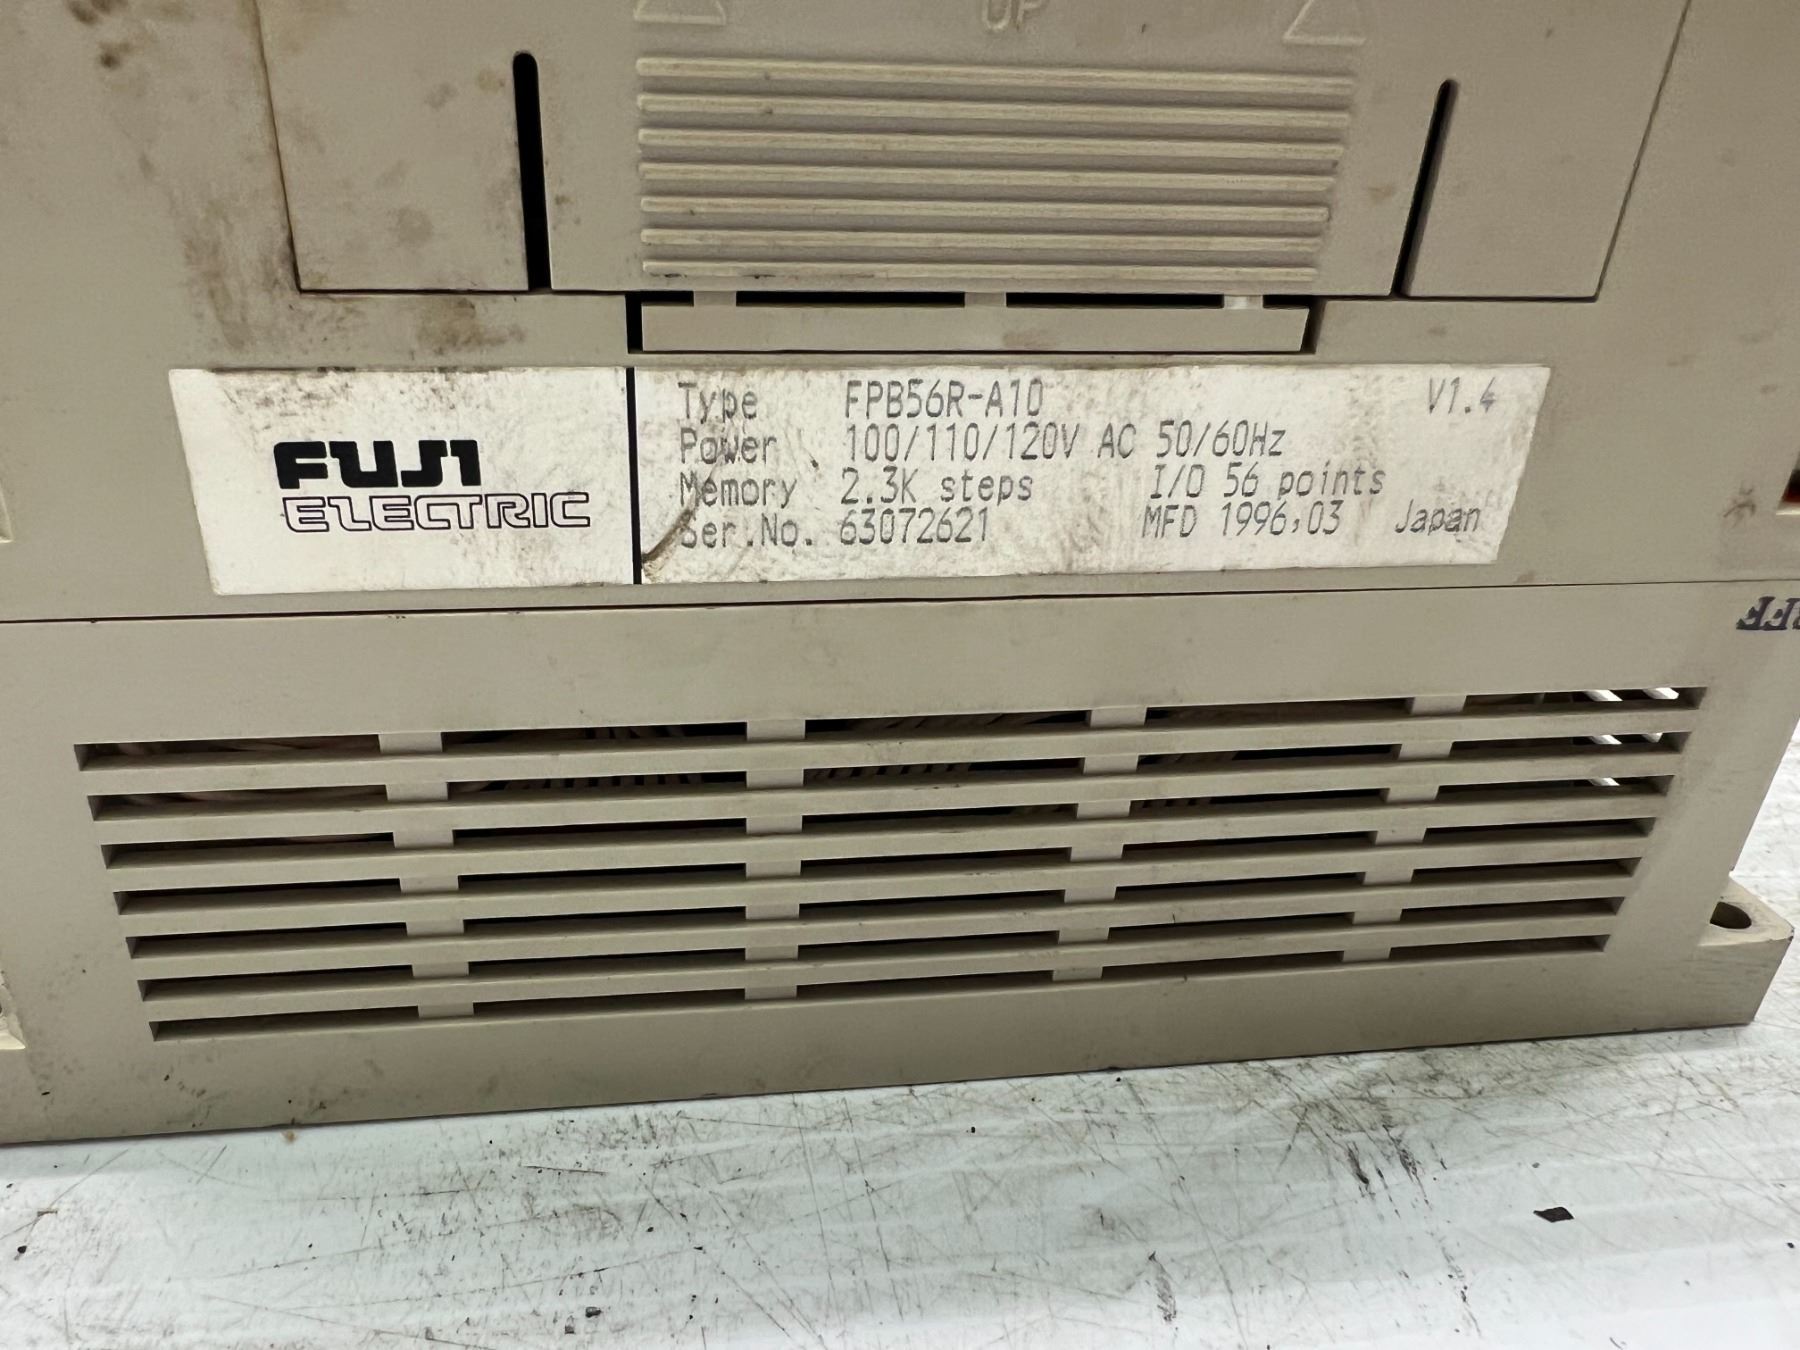 UP
FUJI
ELECTRIC
Type FPB56R-A10 V1.4
Power 100/110/120V AC 50/60Hz
Memory 2.3K steps I/O 56 points
Ser.No. 63072621 MFD 1996,03 Japan